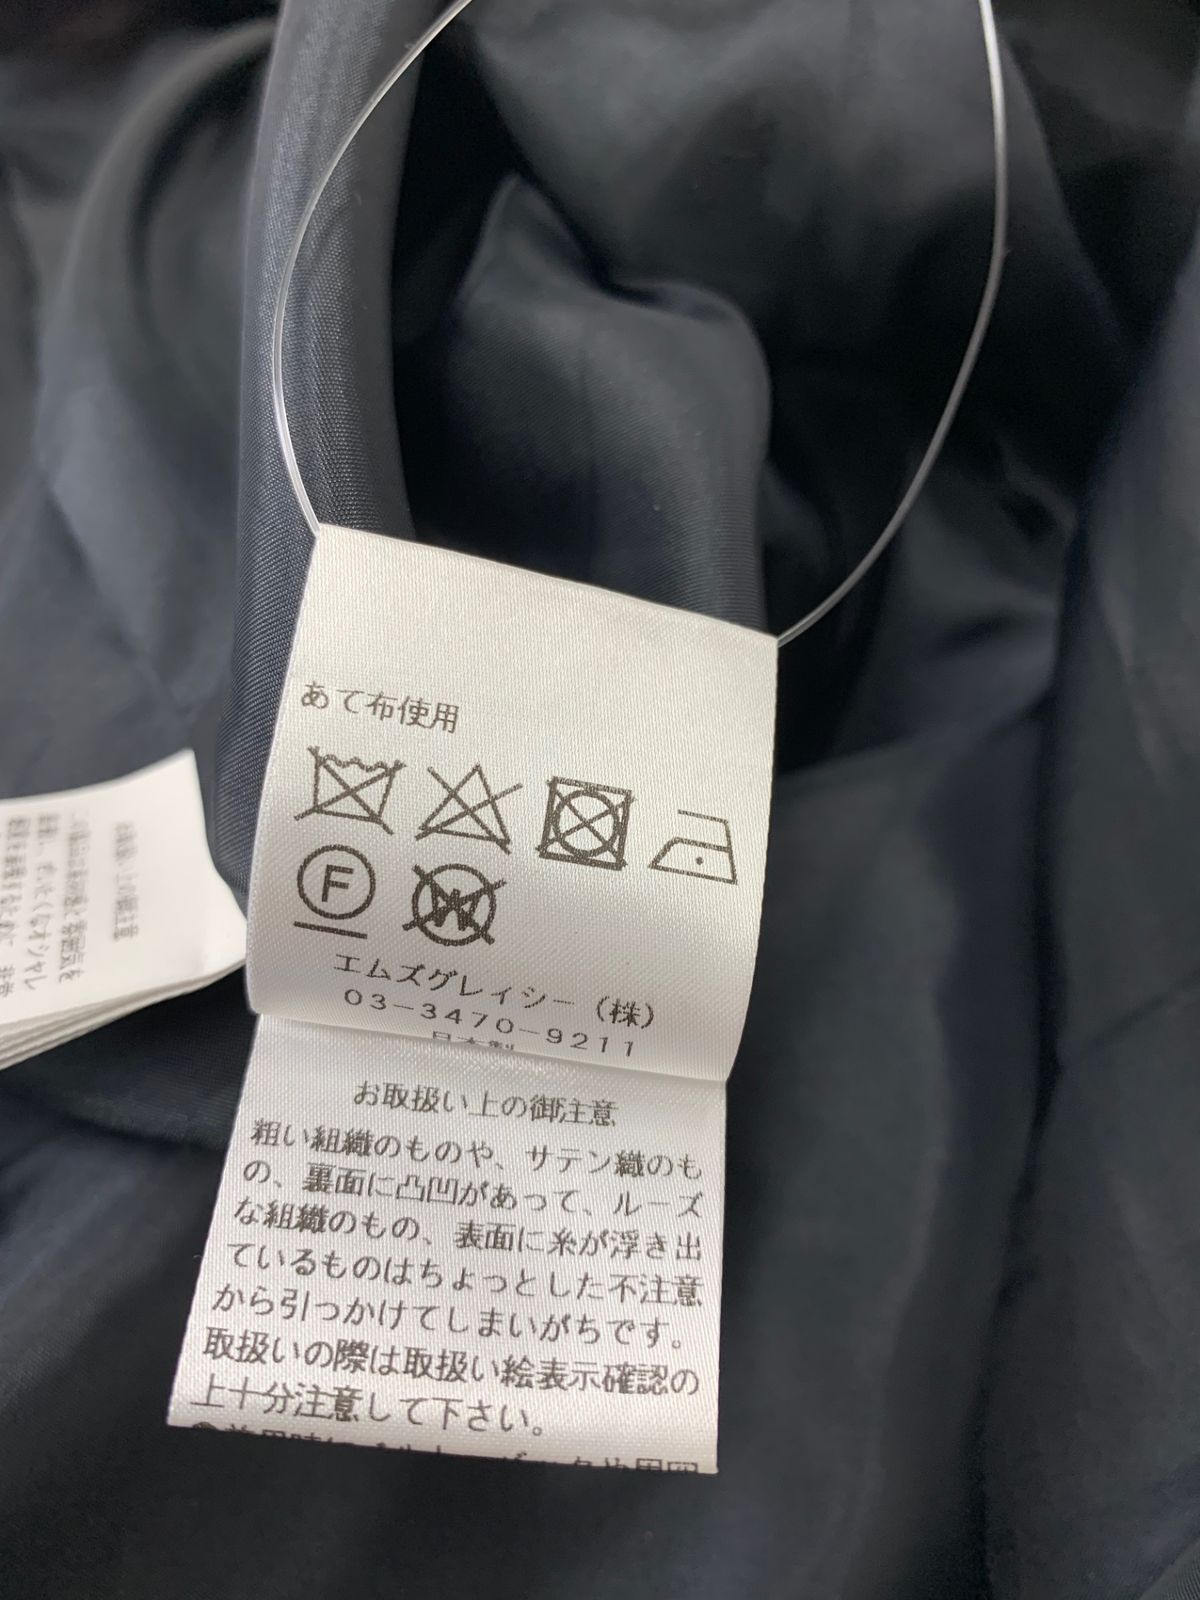 あて布使用
F
W
エムズグレイシー（株）
03-3470-9211
日本製
お取扱い上の御注意
粗い組織のものや、サテン織のも
の、裏面に凸凹があって、ルーズ
な組織のもの、表面に糸が浮き出
ているものはちょっとした不注意
から引っかけてしまいがちです。
取扱いの際は取扱い絵表示確認の
上十分注意して下さい。